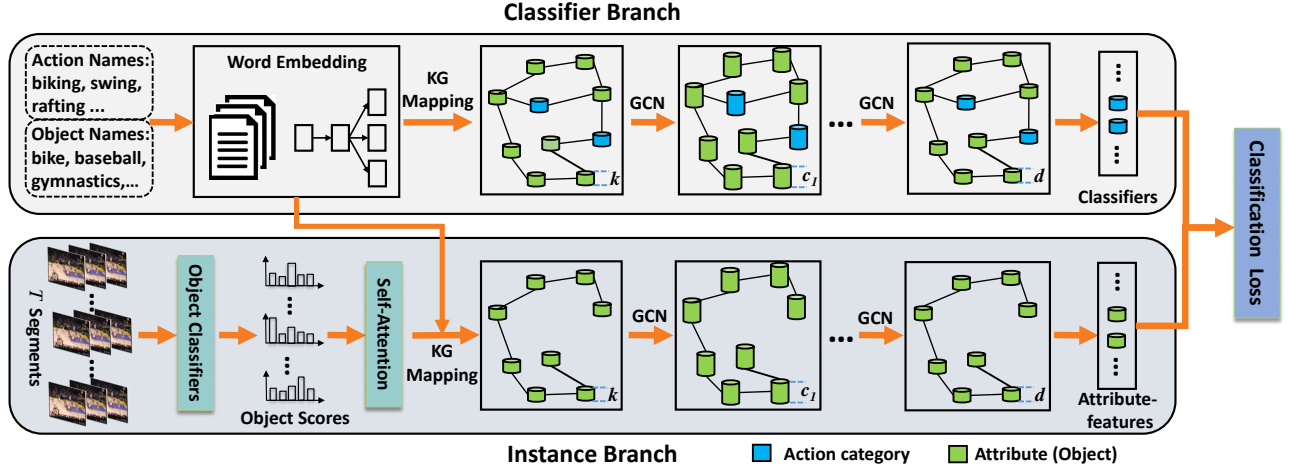 Classifier Branch
Action Names:
biking, swing,
rafting ...
Object Names:
bike, baseball,
gymnastics,...
Word Embedding
KG
Mapping
k
GCN
c1
...
GCN
d
...
...
Classifiers
Classification Loss
T Segments
Object Classifiers
...
...
Object Scores
Self-Attention
KG
Mapping
k
GCN
c1
...
GCN
d
...
...
Attribute-
features
Instance Branch
Action category
Attribute (Object)